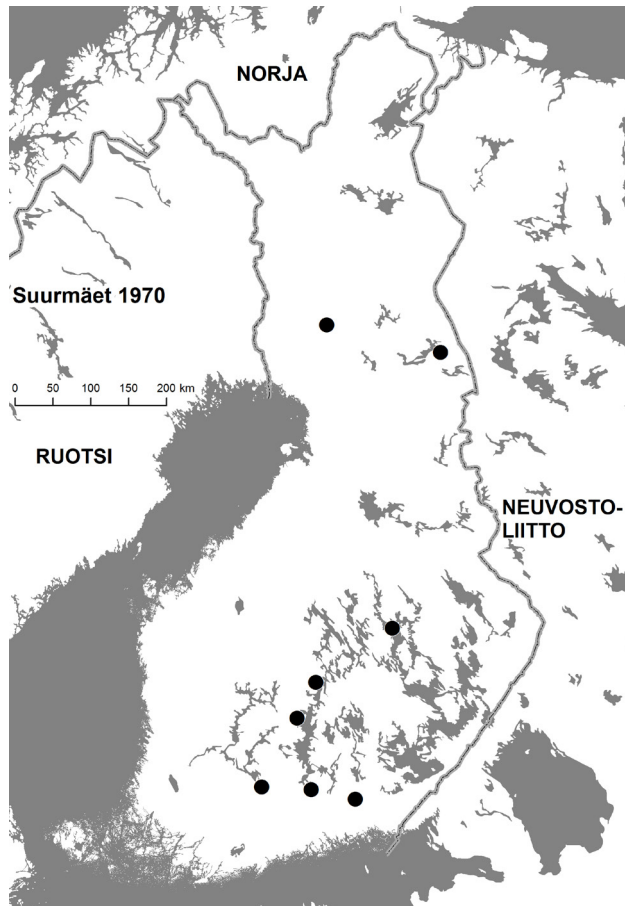 NORJA
Suurmäet 1970
0 50 100 150 200 km
RUOTSI
NEUVOSTO-
LIITTO